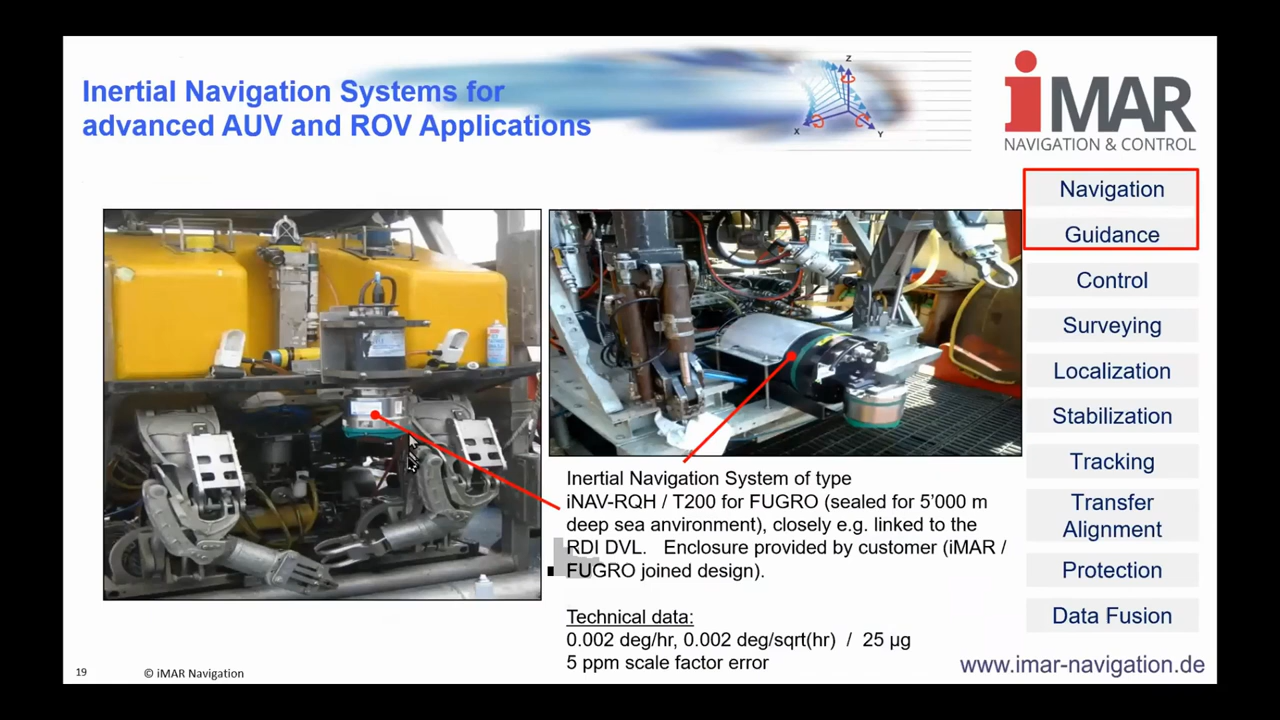 Inertial Navigation Systems for
advanced AUV and ROV Applications
Z
X
Y
iMAR
NAVIGATION & CONTROL
Navigation
Guidance
Control
Surveying
Localization
Stabilization
Tracking
Transfer
Alignment
Protection
Data Fusion
Inertial Navigation System of type
iNAV-RQH / T200 for FUGRO (sealed for 5’000 m
deep sea anvironment), closely e.g. linked to the
RDI DVL. Enclosure provided by customer (iMAR /
FUGRO joined design).
Technical data:
0.002 deg/hr, 0.002 deg/sqrt(hr) / 25 µg
5 ppm scale factor error
19
© iMAR Navigation
www.imar-navigation.de